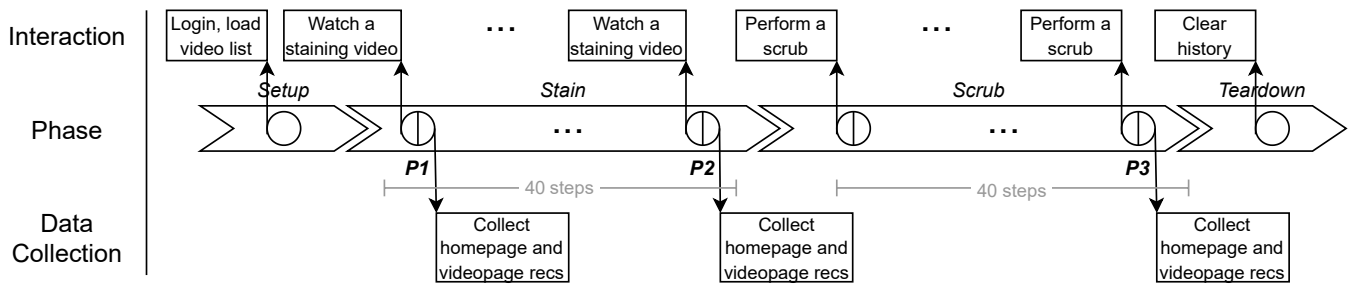 Interaction
Login, load
video list
Watch a
staining video
...
Watch a
staining video
Perform a
scrub
...
Perform a
scrub
Clear
history
Phase
Setup
Stain
Scrub
Teardown
...
...
P1
P2
P3
40 steps
40 steps
Data
Collection
Collect
homepage and
videopage recs
Collect
homepage and
videopage recs
Collect
homepage and
videopage recs